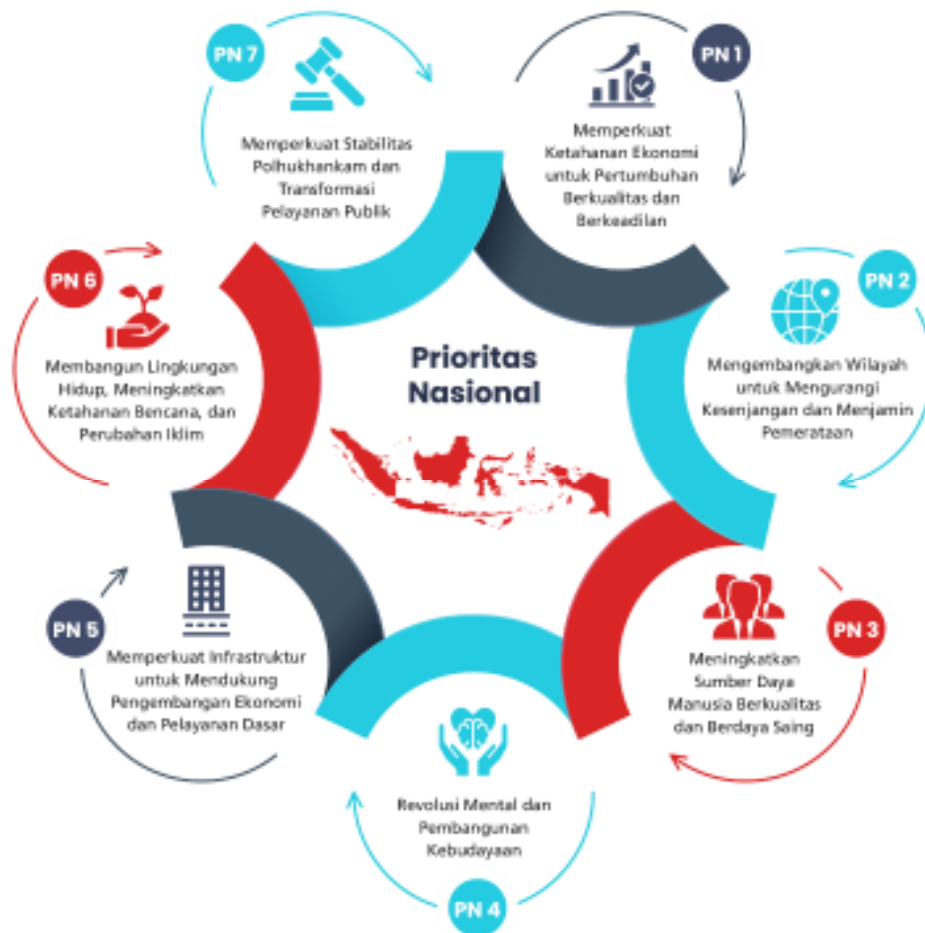 Prioritas
Nasional
PN 1
Memperkuat
Ketahanan Ekonomi
untuk Pertumbuhan
Berkualitas dan
Berkeadilan
PN 2
Mengembangkan Wilayah
untuk Mengurangi
Kesenjangan dan Menjamin
Pemerataan
PN 3
Meningkatkan
Sumber Daya
Manusia Berkualitas
dan Berdaya Saing
PN 4
Revolusi Mental dan
Pembangunan
Kebudayaan
PN 5
Memperkuat Infrastruktur
untuk Mendukung
Pengembangan Ekonomi
dan Pelayanan Dasar
PN 6
Membangun Lingkungan
Hidup, Meningkatkan
Ketahanan Bencana, dan
Perubahan Iklim
PN 7
Memperkuat Stabilitas
Polhukhankam dan
Transformasi
Pelayanan Publik